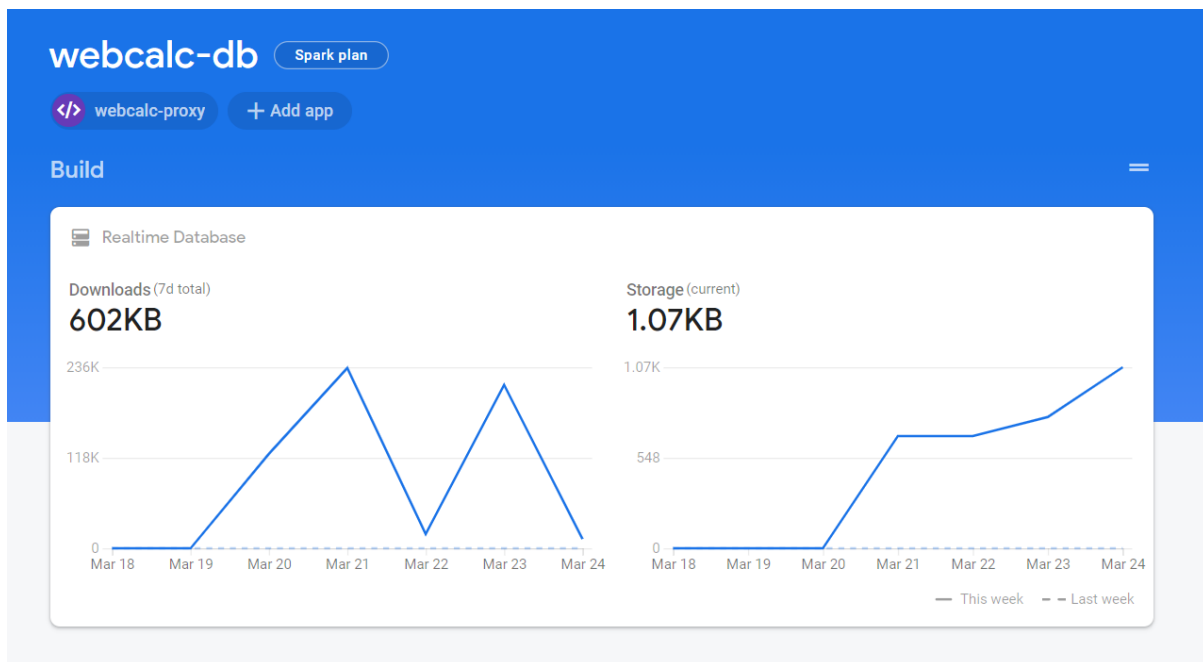 webcalc-db Spark plan
</> webcalc-proxy + Add app
Build
Realtime Database
Downloads (7d total)
602KB
236K
118K
0
Mar 18 Mar 19 Mar 20 Mar 21 Mar 22 Mar 23 Mar 24
Storage (current)
1.07KB
1.07K
548
0
Mar 18 Mar 19 Mar 20 Mar 21 Mar 22 Mar 23 Mar 24
This week Last week